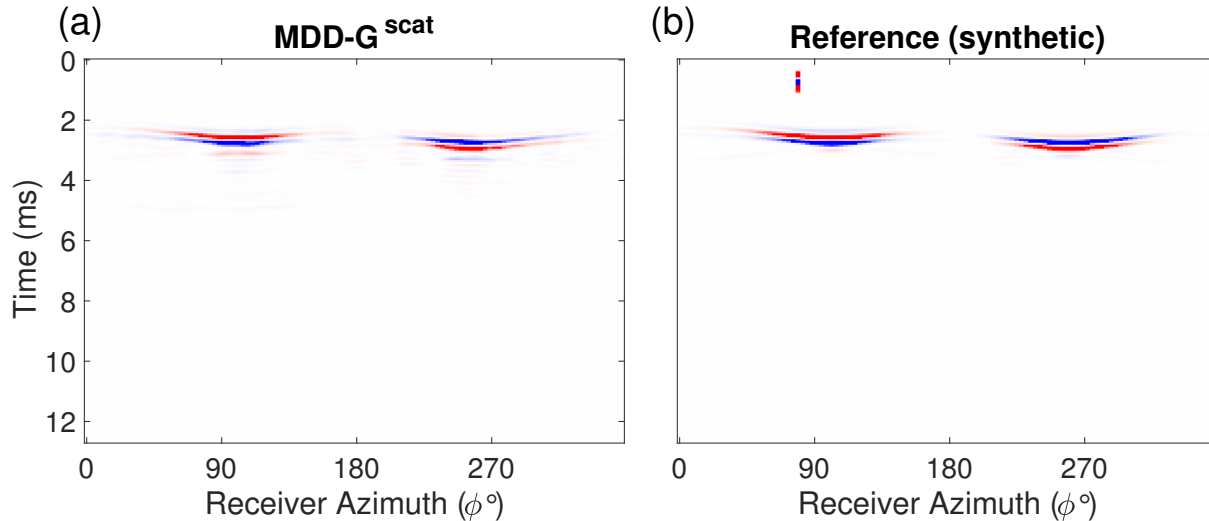 (a)
MDD-G scat
(b)
Reference (synthetic)
0
2
4
6
8
10
12
Time (ms)
0 90 180 270
0 90 180 270
Receiver Azimuth (ϕ°)
Receiver Azimuth (ϕ°)